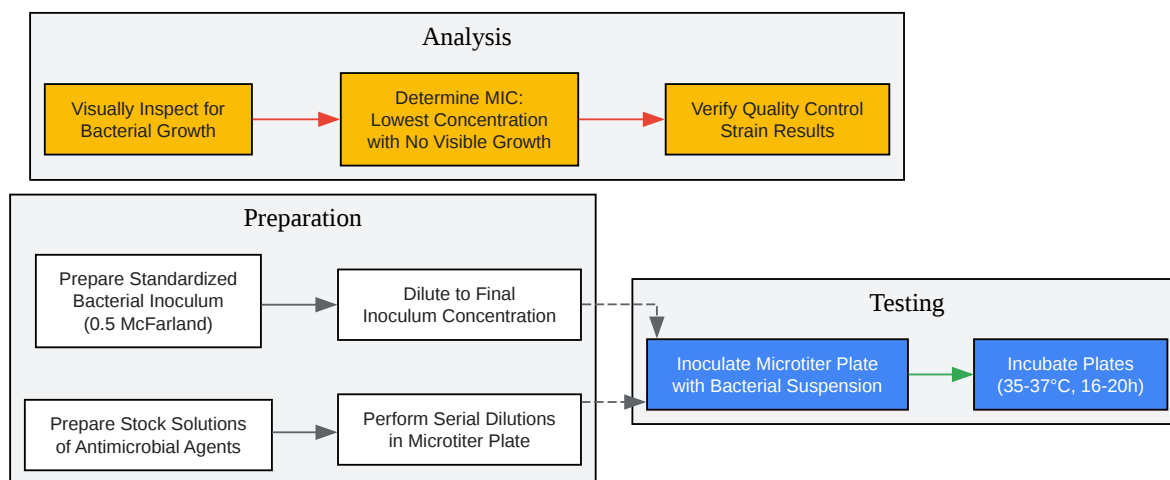 Analysis
Visually Inspect for
Bacterial Growth
Determine MIC:
Lowest Concentration
with No Visible Growth
Verify Quality Control
Strain Results
Preparation
Prepare Standardized
Bacterial Inoculum
(0.5 McFarland)
Dilute to Final
Inoculum Concentration
Prepare Stock Solutions
of Antimicrobial Agents
Perform Serial Dilutions
in Microtiter Plate
Testing
Inoculate Microtiter Plate
with Bacterial Suspension
Incubate Plates
(35-37°C, 16-20h)